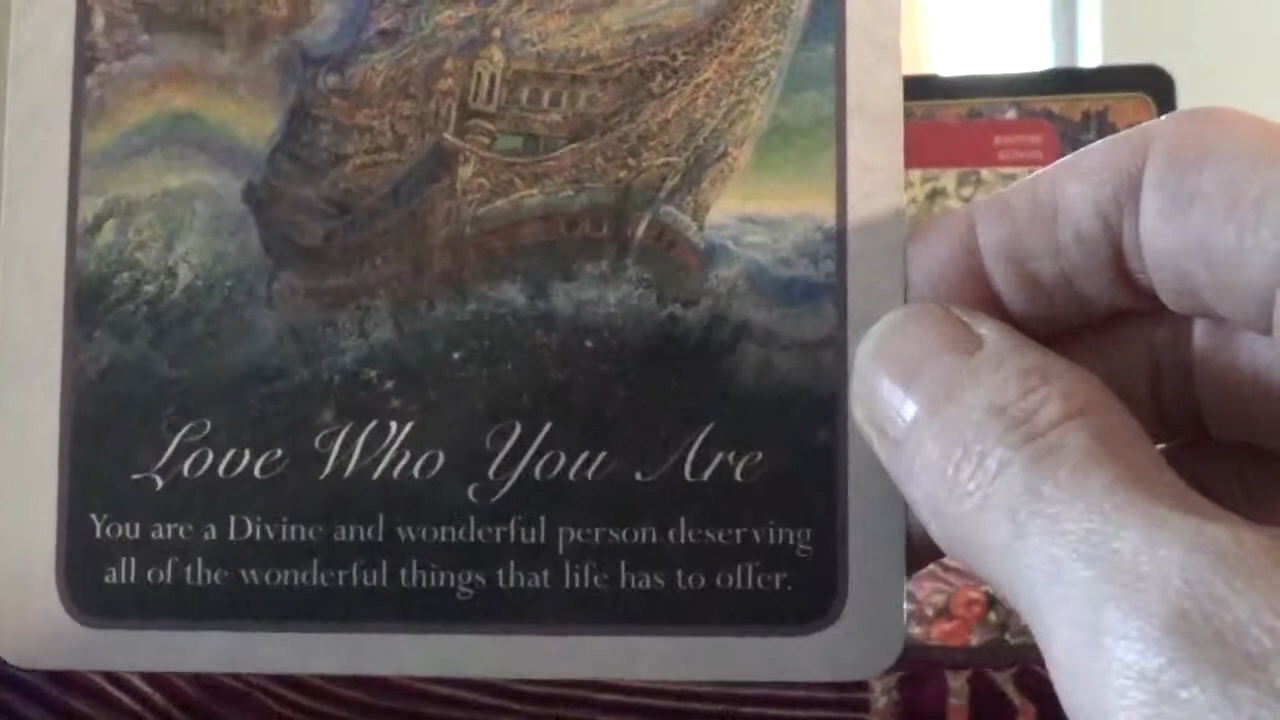 Love Who You Are
You are a Divine and wonderful person deserving
all of the wonderful things that life has to offer.